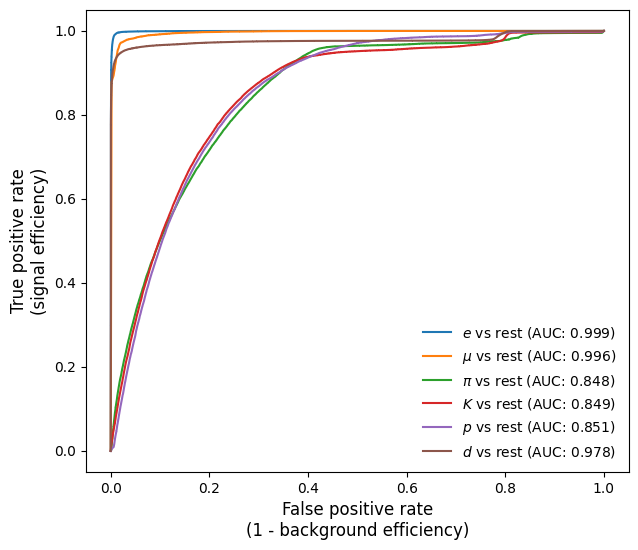 True positive rate
(signal efficiency)
1.0
0.8
0.6
0.4
0.2
0.0
0.0 0.2 0.4 0.6 0.8 1.0
False positive rate
(1 - background efficiency)
e vs rest (AUC: 0.999)
μ vs rest (AUC: 0.996)
π vs rest (AUC: 0.848)
K vs rest (AUC: 0.849)
p vs rest (AUC: 0.851)
d vs rest (AUC: 0.978)